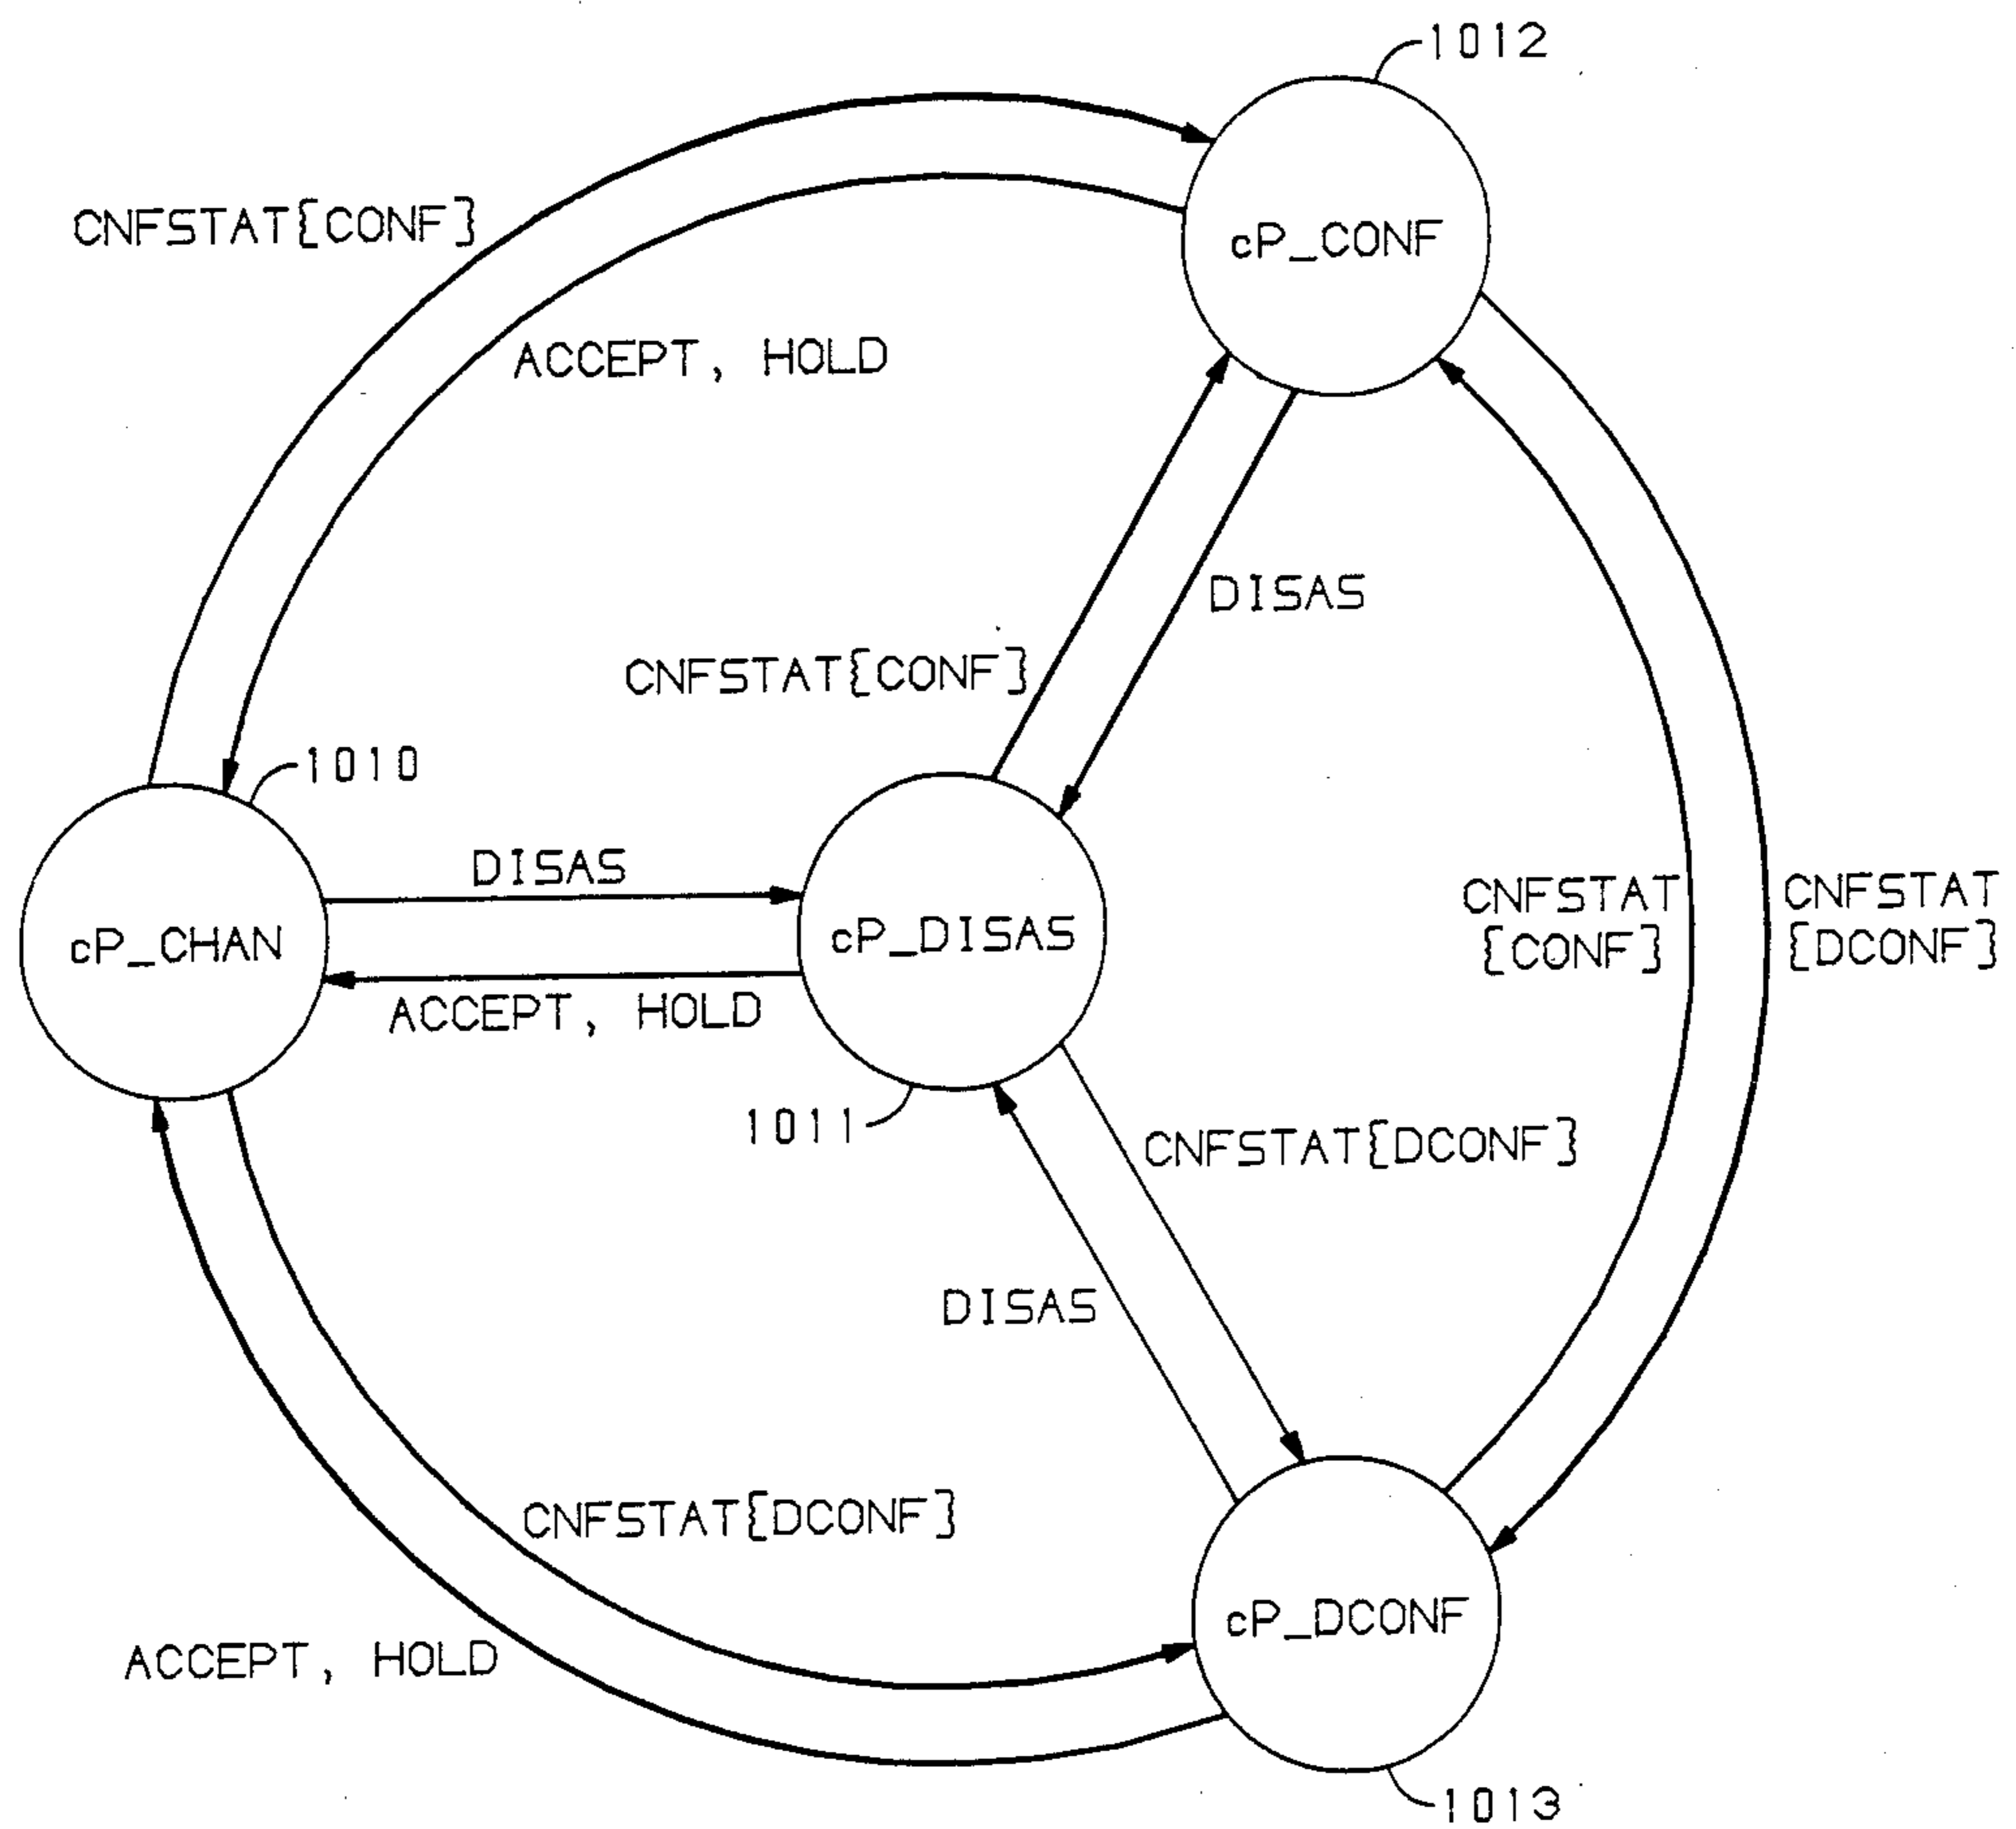 1012
CNFSTAT{CONF}
cP_CONF
ACCEPT, HOLD
DISAS
CNFSTAT{CONF}
1010
DISAS
CNFSTAT
{CONF}
CNFSTAT
{DCONF}
cP_CHAN
cP_DISAS
ACCEPT, HOLD
1011
CNFSTAT{DCONF}
DISAS
CNFSTAT{DCONF}
cP_DCONF
ACCEPT, HOLD
1013